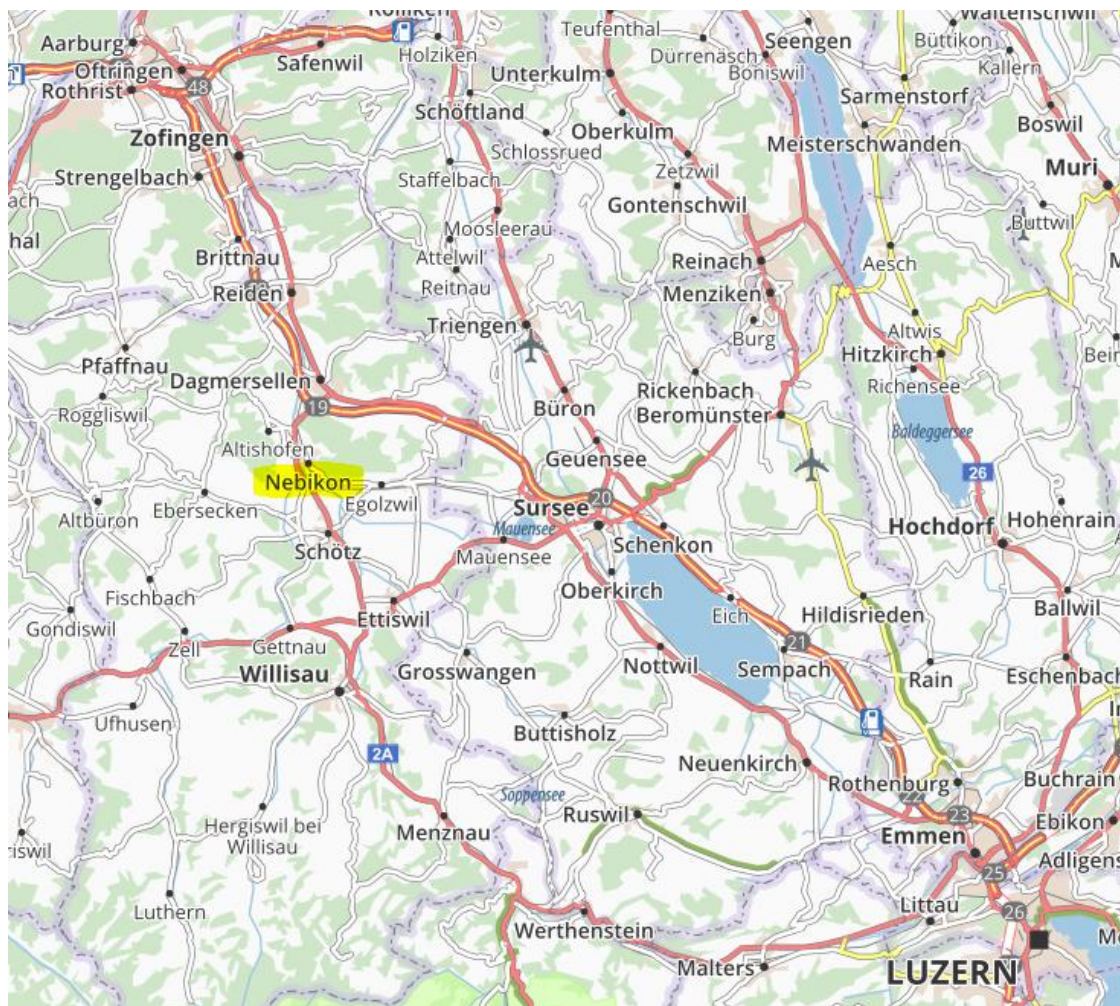 Aarburg
Oftringen
Rothrist
48
Safenwil
Holziken
Teufenthal
Dürrenäsch
Boniswil
Seengen
Büttikon
Kallern
Unterkulm
Schöftland
Sarmenstorf
Boswil
Zofingen
Oberkulm
Schlossrued
Meisterschwanden
Strengelbach
Staffelbach
Zetzwil
Muri
Gontenschwil
Buttwil
Moosleerau
Brittnau
Attelwil
Reitnau
Reinach
Aesch
Reiden
Menziken
Triengen
Burg
Altwis
Hitzkirch
Richensee
Pfaffnau
Dagmersellen
19
Roggliswil
Rickenbach
Beromünster
Büron
Altishofen
Geuensee
Baldeggersee
26
Nebikon
Egolzwil
Ebersecken
Altbüron
Sursee
20
Mauensee
Mauensee
Schötz
Schenkon
Hochdorf
Hohenrain
Fischbach
Oberkirch
Eich
Hildisrieden
Ballwil
Gondiswil
Ettiswil
Zell
Gettnau
21
Willisau
Grosswangen
Nottwil
Sempach
Rain
Eschenbach
Ufhusen
Buttisholz
2A
Neuenkirch
Rothenburg
Buchrain
Soppensee
22
23
Hergiswil bei
Willisau
Menznau
Ruswil
Emmen
Ebikon
25
Adligens
Luthern
Littau
26
Werthenstein
Malters
LUZERN